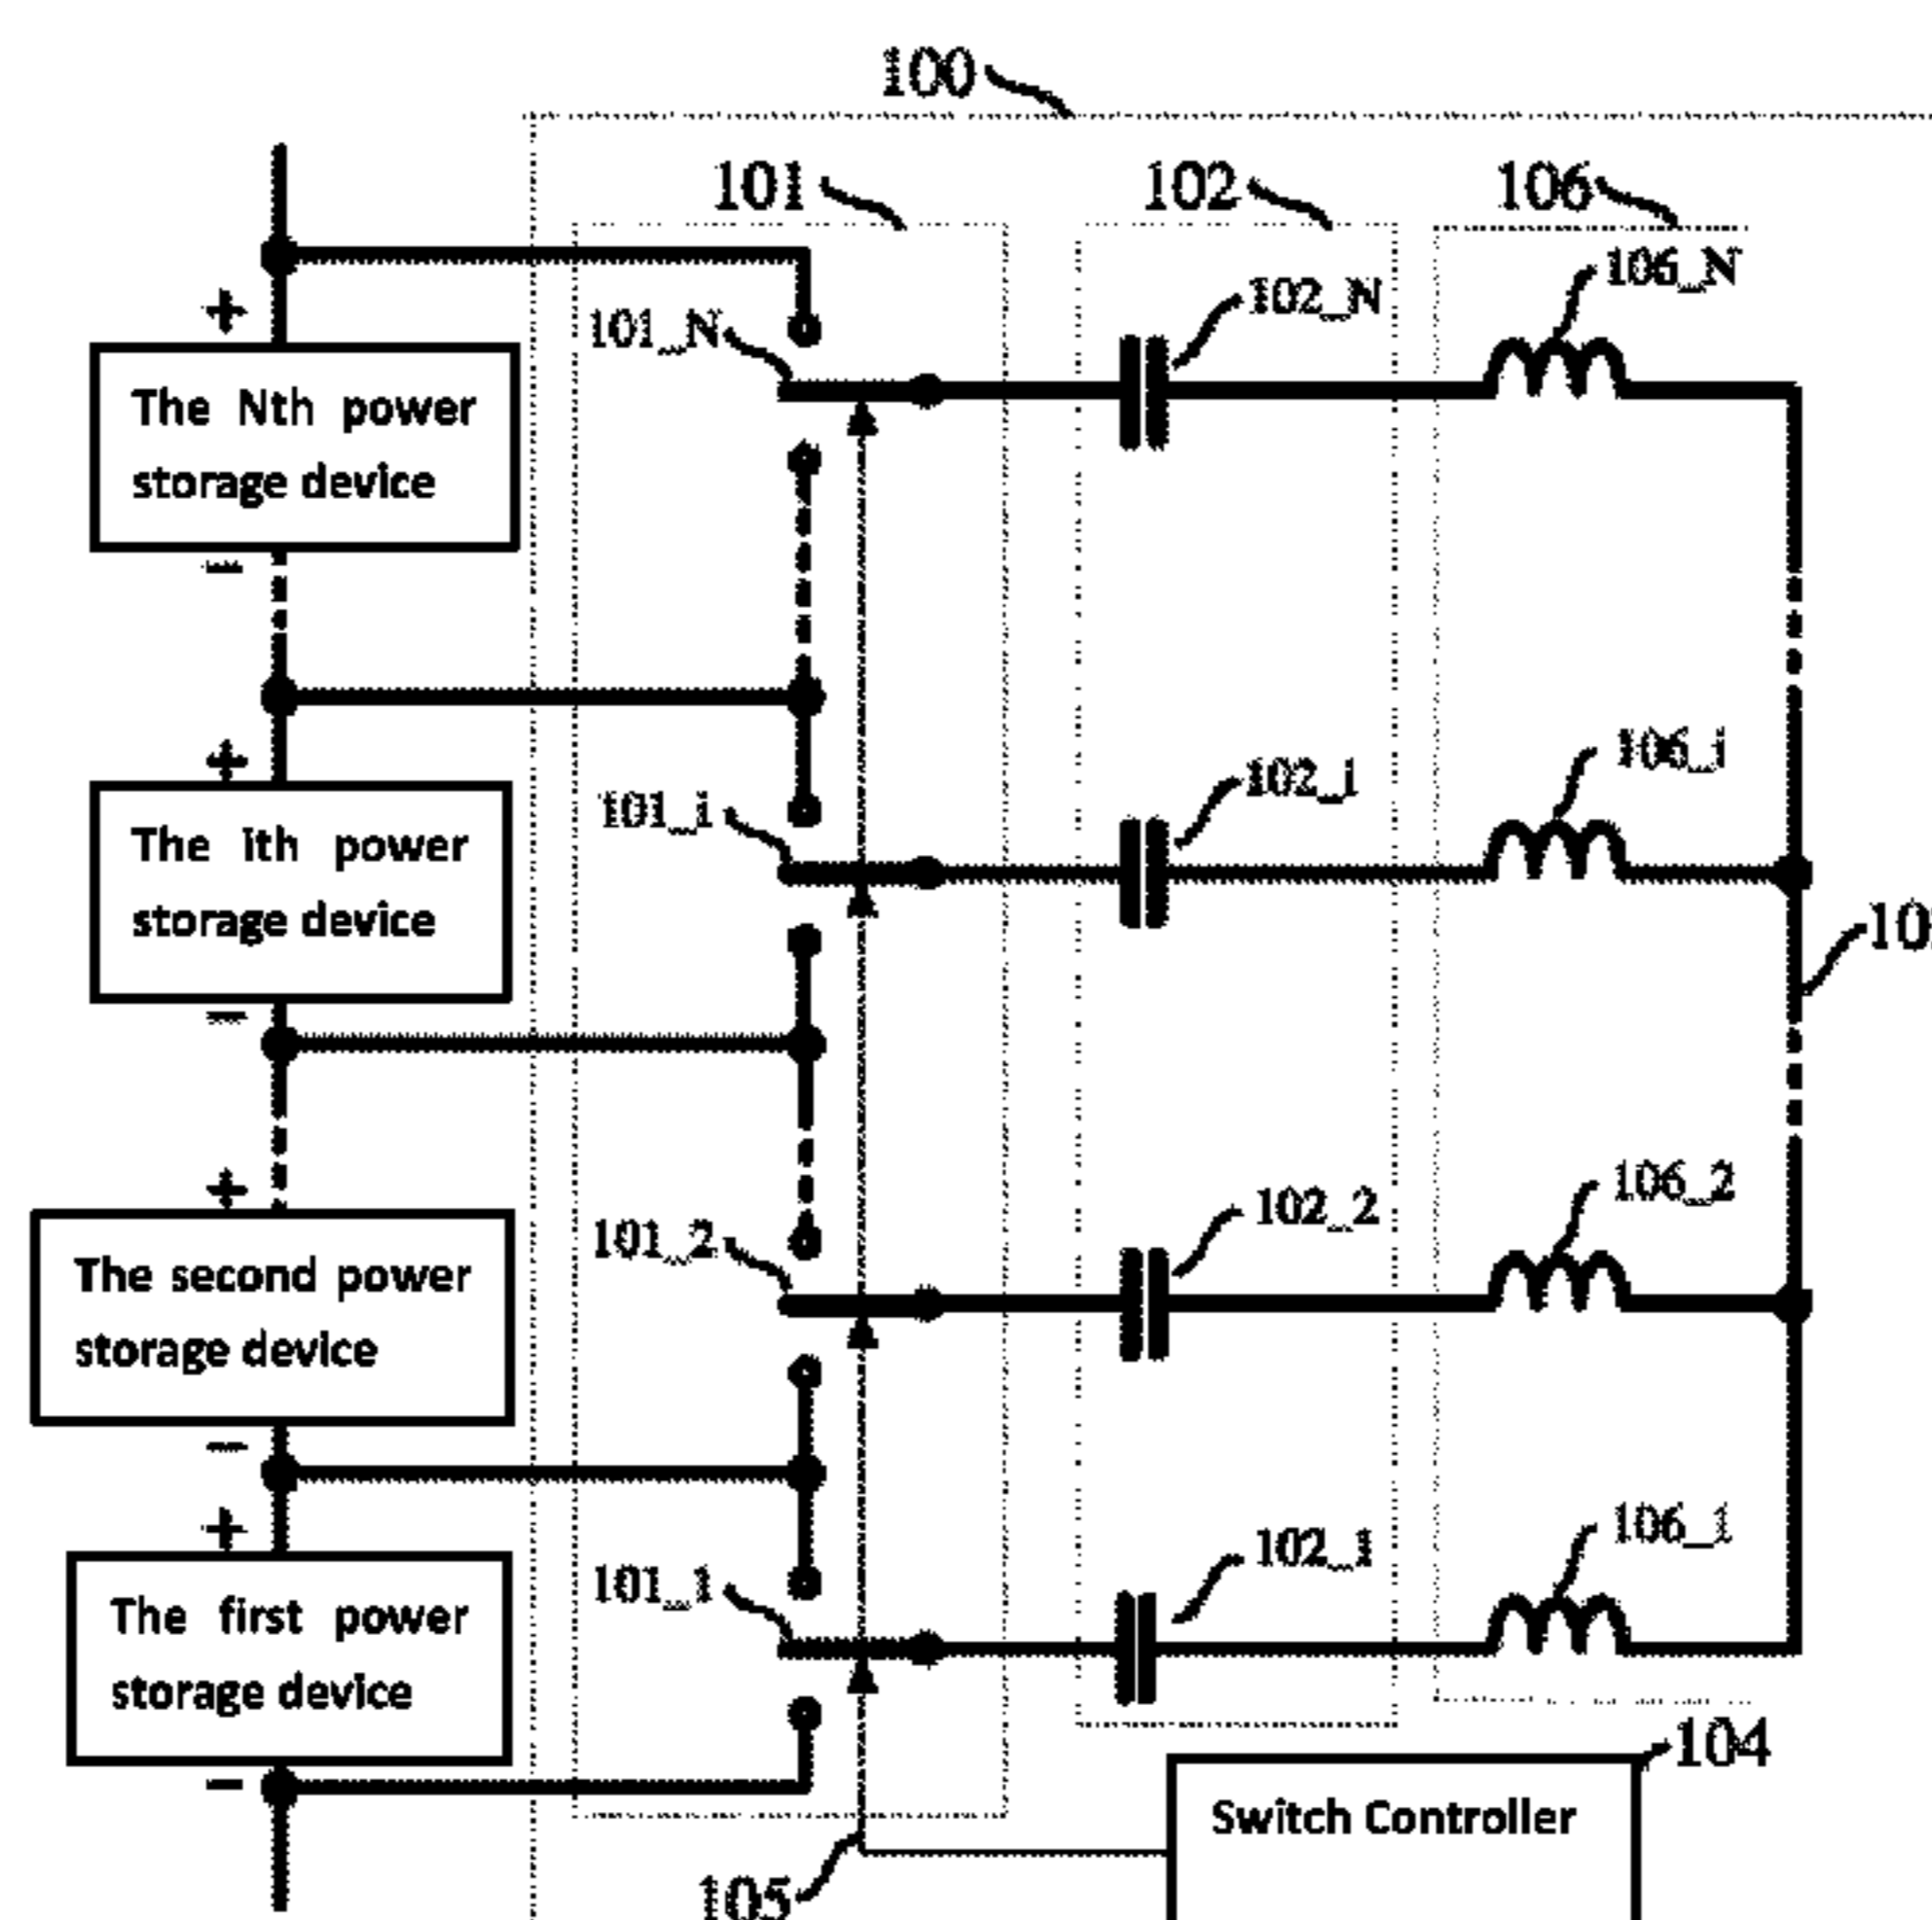 100
101
102
106
106_N
102_N
101_N
+
The Nth power
storage device
−
106_i
102_i
101_i
+
The ith power
storage device
−
10
106_2
102_2
101_2
+
The second power
storage device
−
106_1
102_1
101_1
+
The first power
storage device
−
104
Switch Controller
105